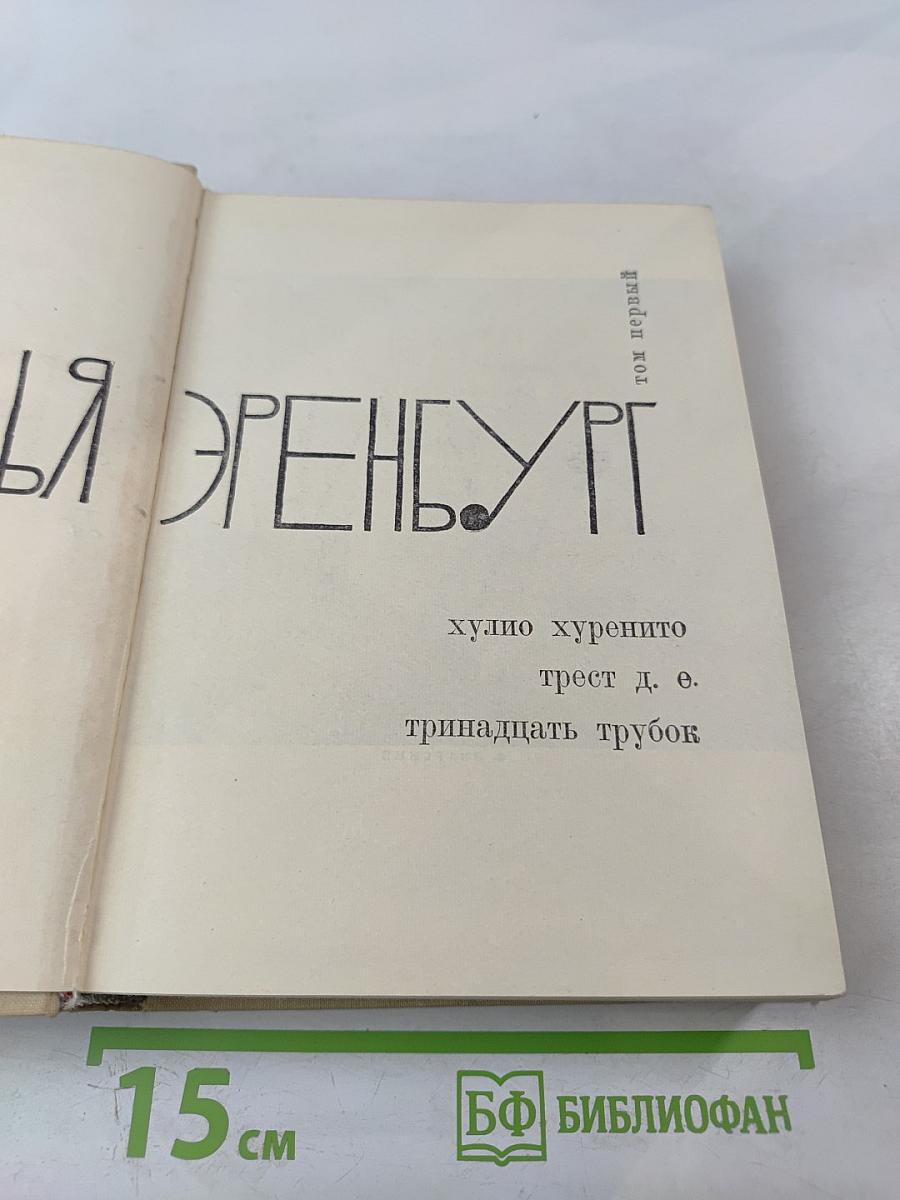 том первый
ЬЯ ЭРЕНБУРГ
хулио хуренито
трест д. е.
тринадцать трубок
15 см
БФ БИБЛИОФАН